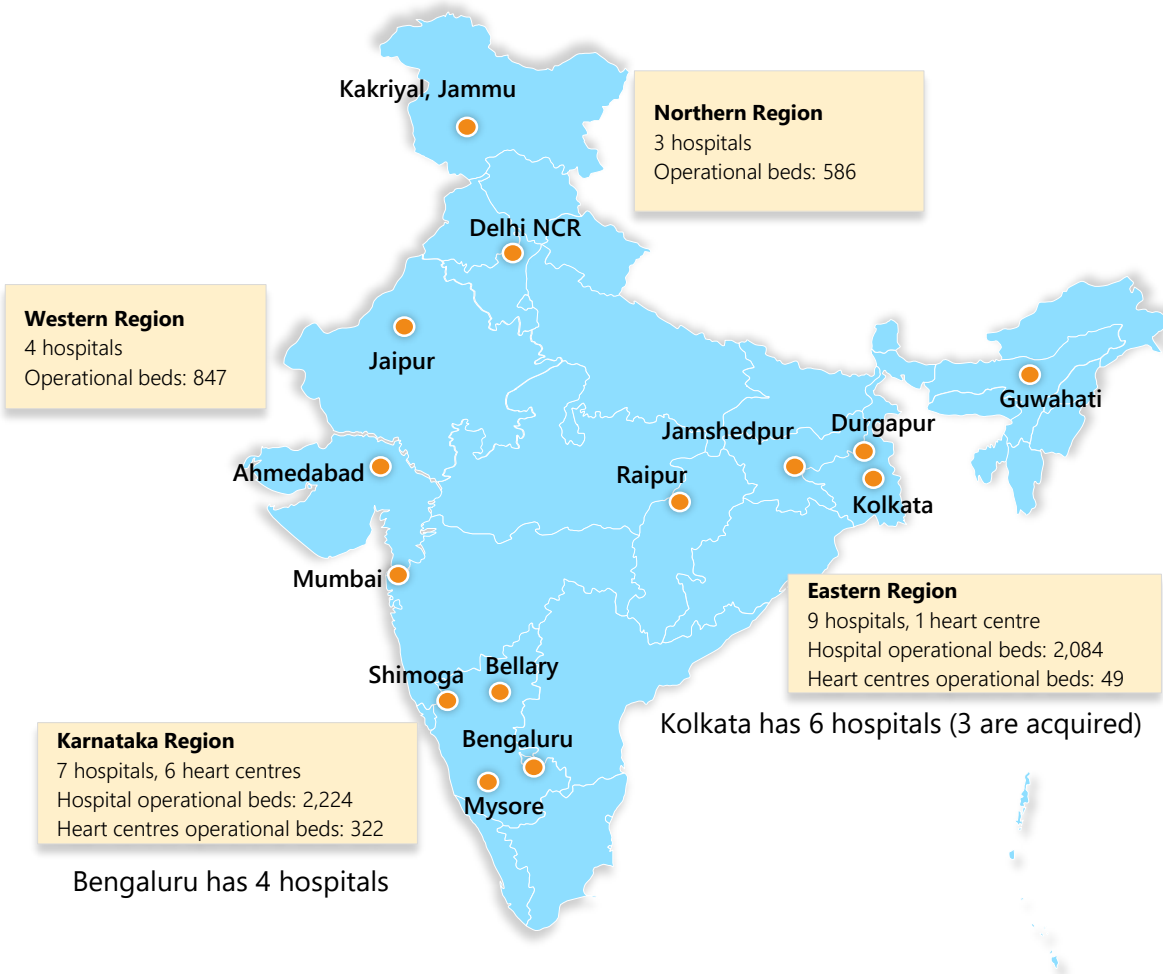 Kakriyal, Jammu
Northern Region
3 hospitals
Operational beds: 586
Delhi NCR
Western Region
4 hospitals
Operational beds: 847
Jaipur
Guwahati
Jamshedpur
Durgapur
Ahmedabad
Raipur
Kolkata
Mumbai
Eastern Region
9 hospitals, 1 heart centre
Hospital operational beds: 2,084
Heart centres operational beds: 49
Kolkata has 6 hospitals (3 are acquired)
Shimoga
Bellary
Bengaluru
Mysore
Karnataka Region
7 hospitals, 6 heart centres
Hospital operational beds: 2,224
Heart centres operational beds: 322
Bengaluru has 4 hospitals